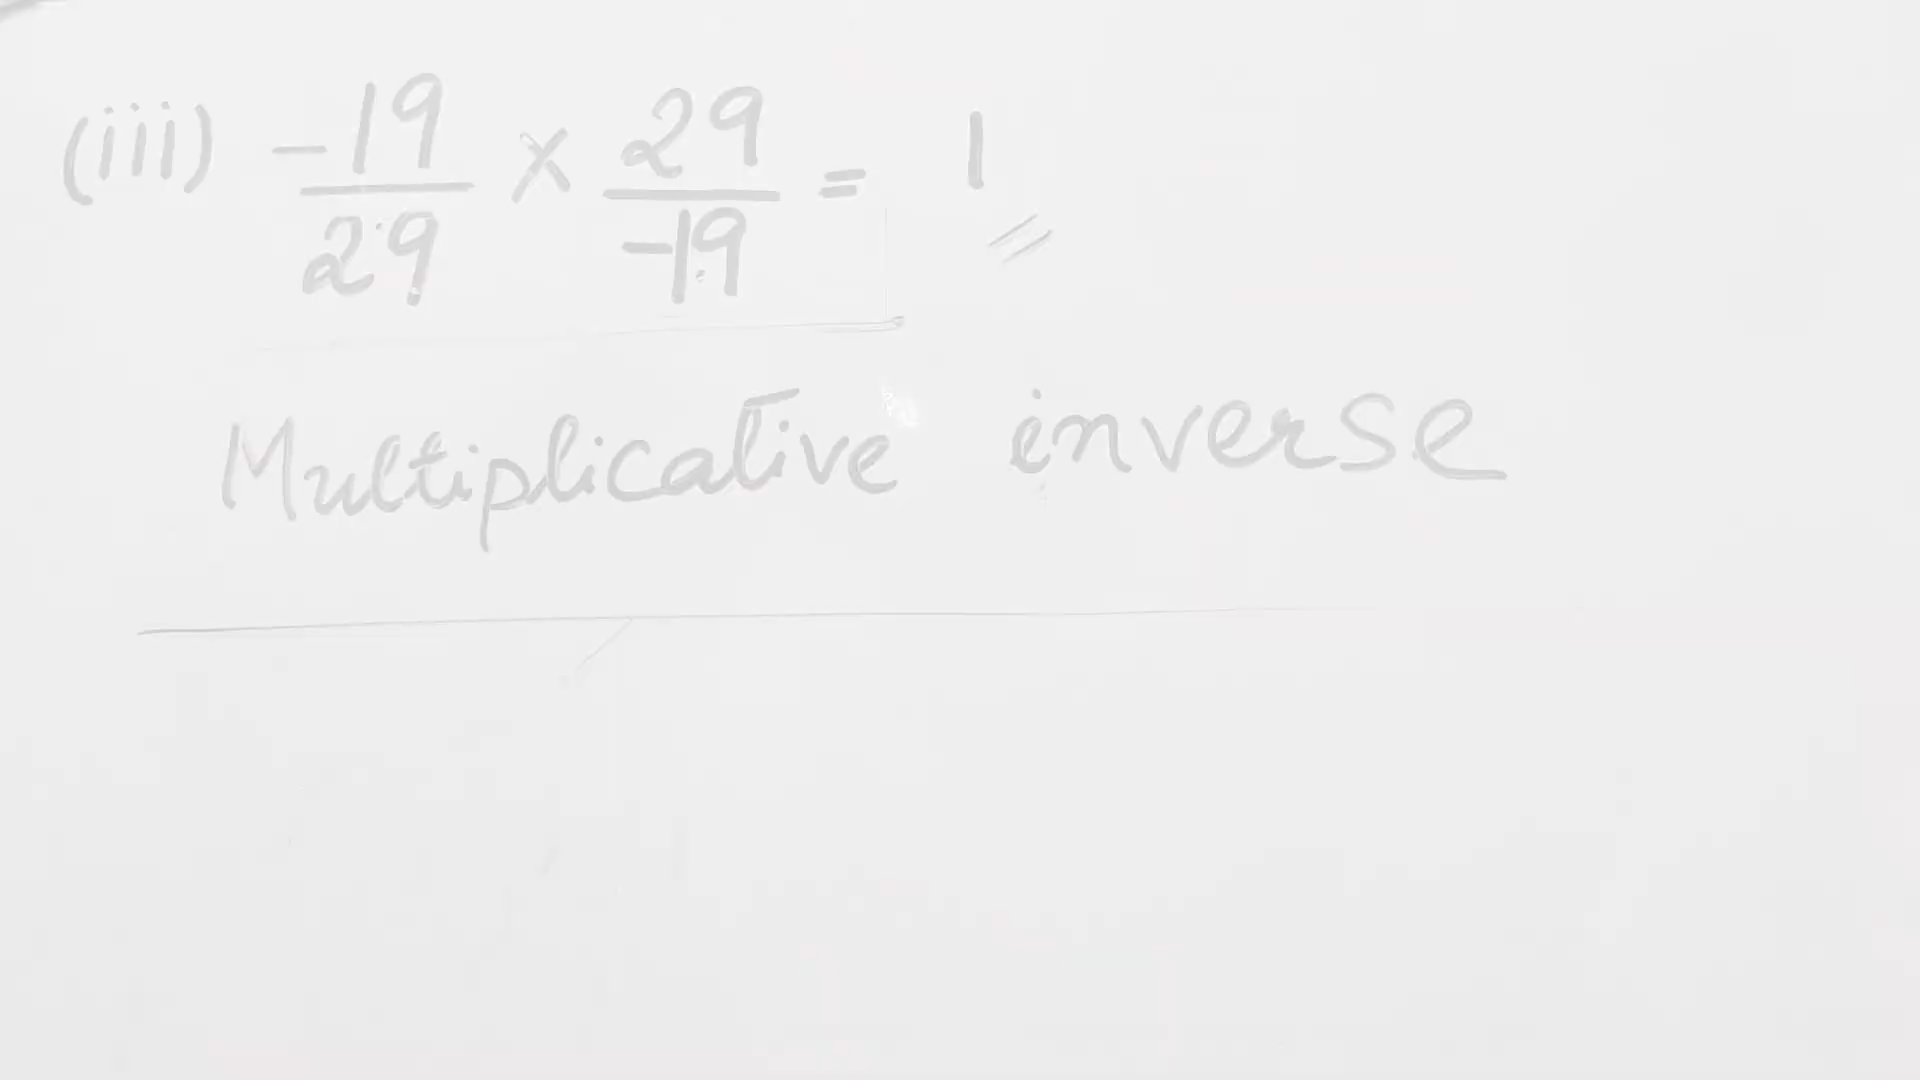 (iii) -19/29 × 29/-19 = 1
Multiplicative inverse